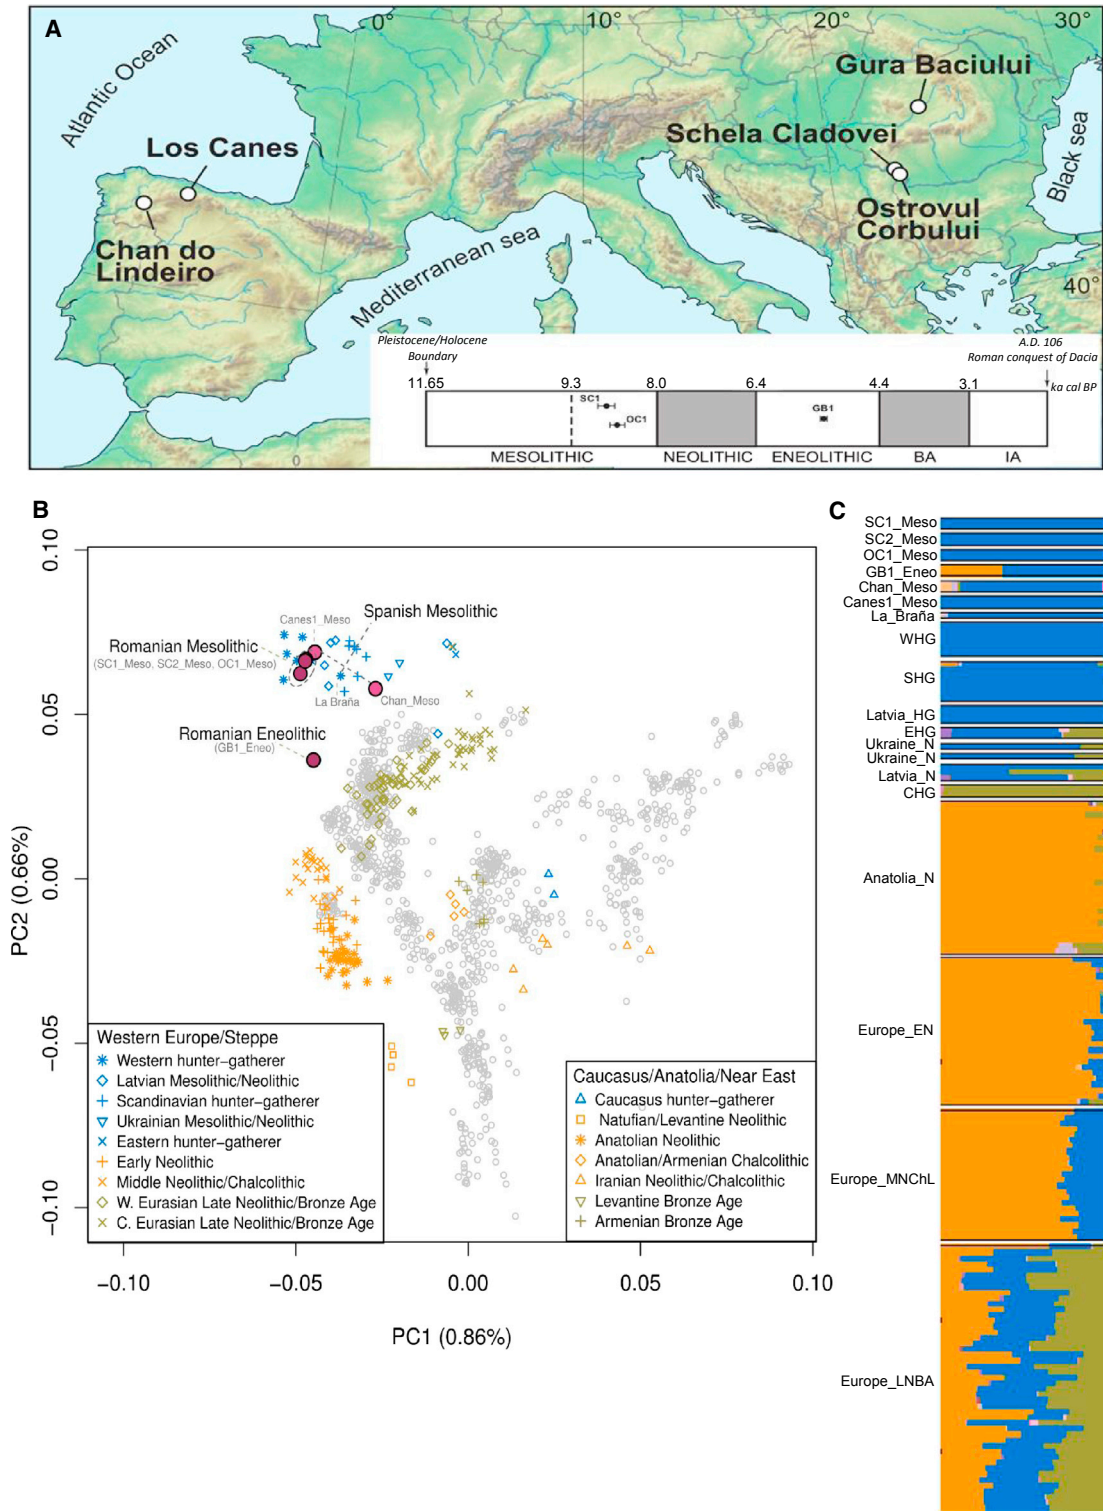 A
0°
10°
20°
30°
Atlantic Ocean
Gura Baciului
Schela Cladovei
Los Canes
Black sea
Ostrovul
Corbului
Chan do
Lindeiro
Mediterranean sea
40°
Pleistocene/Holocene
Boundary
A.D. 106
Roman conquest of Dacia
11.65
9.3
8.0
6.4
4.4
3.1
ka cal BP
SC1
OC1
GB1
MESOLITHIC
NEOLITHIC
ENEOLITHIC
BA
IA
0
B
PC2 (0.66%)
0.10
0.05
0.00
−0.05
−0.10
Canes1_Meso
Spanish Mesolithic
Romanian Mesolithic
(SC1_Meso, SC2_Meso, OC1_Meso)
La Braña
Chan_Meso
Romanian Eneolithic
(GB1_Eneo)
Western Europe/Steppe
Western hunter−gatherer
Latvian Mesolithic/Neolithic
Scandinavian hunter−gatherer
Ukrainian Mesolithic/Neolithic
Eastern hunter−gatherer
Early Neolithic
Middle Neolithic/Chalcolithic
W. Eurasian Late Neolithic/Bronze Age
C. Eurasian Late Neolithic/Bronze Age
Caucasus/Anatolia/Near East
Caucasus hunter−gatherer
Natufian/Levantine Neolithic
Anatolian Neolithic
Anatolian/Armenian Chalcolithic
Iranian Neolithic/Chalcolithic
Levantine Bronze Age
Armenian Bronze Age
−0.10
−0.05
0.00
0.05
0.10
PC1 (0.86%)
C
SC1_Meso
SC2_Meso
OC1_Meso
GB1_Eneo
Chan_Meso
Canes1_Meso
La_Braña
WHG
SHG
Latvia_HG
EHG
Ukraine_N
Ukraine_N
Latvia_N
CHG
Anatolia_N
Europe_EN
Europe_MNChL
Europe_LNBA